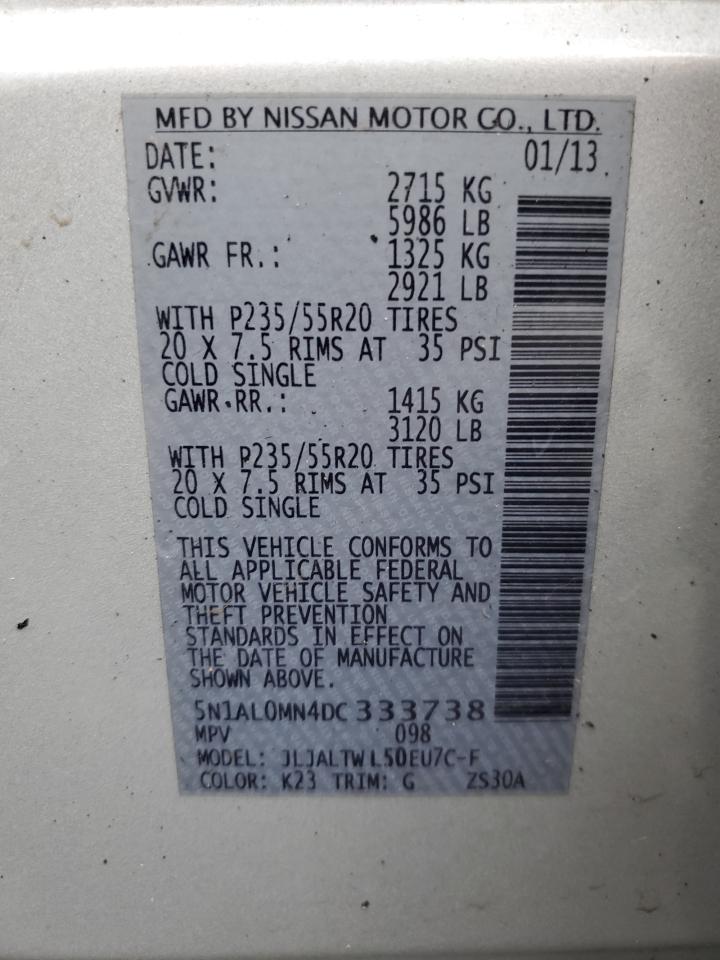 MFD BY NISSAN MOTOR CO., LTD.
DATE: 01/13
GVWR: 2715 KG
5986 LB
GAWR FR.: 1325 KG
2921 LB
WITH P235/55R20 TIRES
20 X 7.5 RIMS AT 35 PSI
COLD SINGLE
GAWR RR.: 1415 KG
3120 LB
WITH P235/55R20 TIRES
20 X 7.5 RIMS AT 35 PSI
COLD SINGLE
THIS VEHICLE CONFORMS TO
ALL APPLICABLE FEDERAL
MOTOR VEHICLE SAFETY AND
THEFT PREVENTION
STANDARDS IN EFFECT ON
THE DATE OF MANUFACTURE
SHOWN ABOVE.
5N1AL0MN4DC333738
MPV 098
MODEL: JLJALTWL50EU7C-F
COLOR: K23 TRIM: G ZS30A